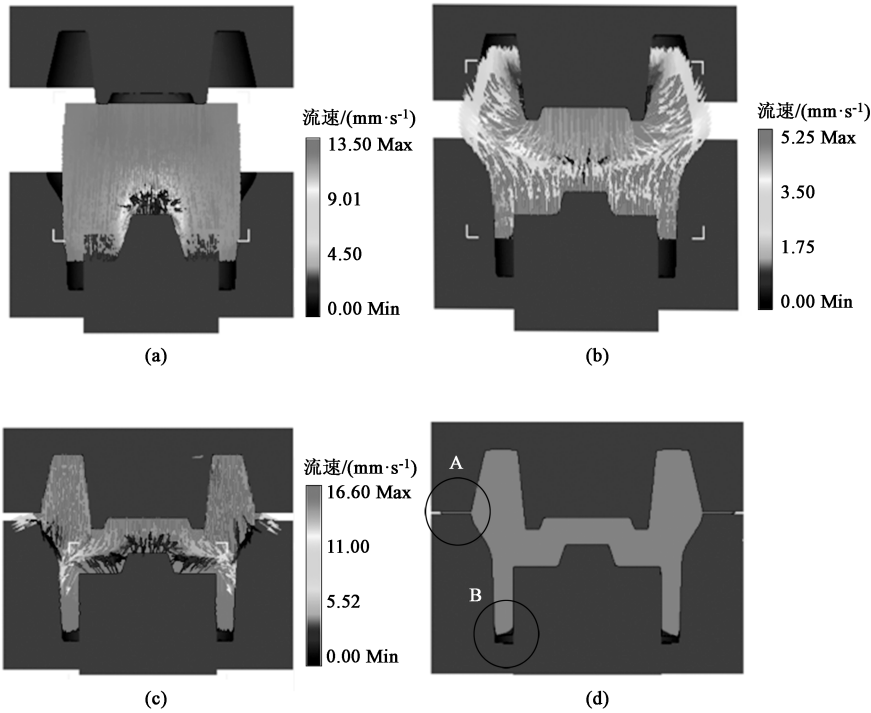 流速/(mm·s⁻¹)
13.50 Max
9.01
4.50
0.00 Min
(a)
流速/(mm·s⁻¹)
5.25 Max
3.50
1.75
0.00 Min
(b)
流速/(mm·s⁻¹)
16.60 Max
11.00
5.52
0.00 Min
(c)
A
B
(d)